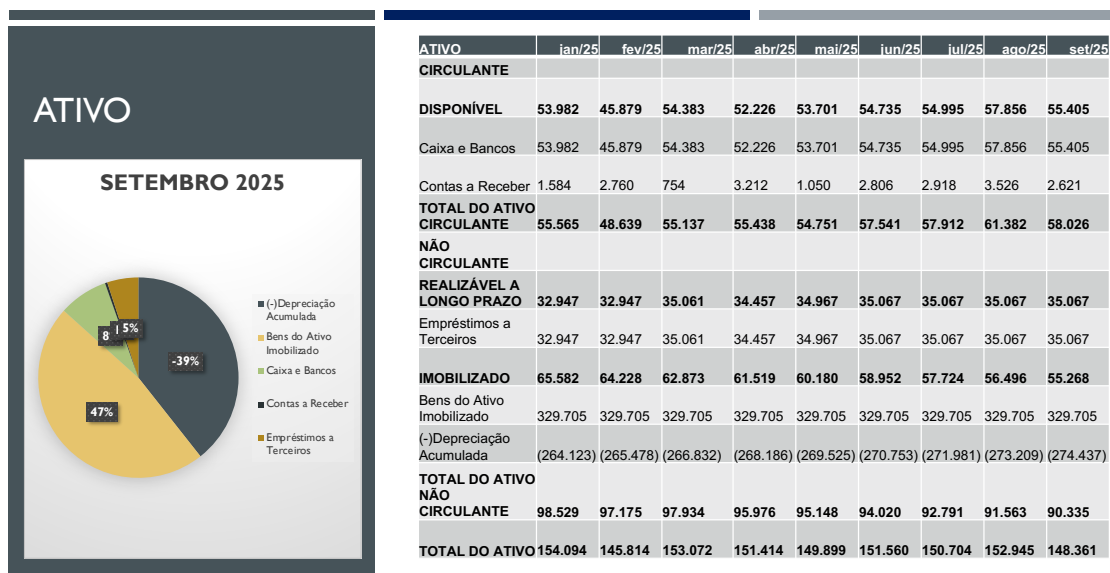 ATIVO
SETEMBRO 2025
-39%
47%
8
5%
(-)Depreciação
Acumulada
Bens do Ativo
Imobilizado
Caixa e Bancos
Contas a Receber
Empréstimos a
Terceiros
ATIVO jan/25 fev/25 mar/25 abr/25 mai/25 jun/25 jul/25 ago/25 set/25
CIRCULANTE
DISPONÍVEL 53.982 45.879 54.383 52.226 53.701 54.735 54.995 57.856 55.405
Caixa e Bancos 53.982 45.879 54.383 52.226 53.701 54.735 54.995 57.856 55.405
Contas a Receber 1.584 2.760 754 3.212 1.050 2.806 2.918 3.526 2.621
TOTAL DO ATIVO
CIRCULANTE 55.565 48.639 55.137 55.438 54.751 57.541 57.912 61.382 58.026
NÃO
CIRCULANTE
REALIZÁVEL A
LONGO PRAZO 32.947 32.947 35.061 34.457 34.967 35.067 35.067 35.067 35.067
Empréstimos a
Terceiros 32.947 32.947 35.061 34.457 34.967 35.067 35.067 35.067 35.067
IMOBILIZADO 65.582 64.228 62.873 61.519 60.180 58.952 57.724 56.496 55.268
Bens do Ativo
Imobilizado 329.705 329.705 329.705 329.705 329.705 329.705 329.705 329.705 329.705
(-)Depreciação
Acumulada (264.123) (265.478) (266.832) (268.186) (269.525) (270.753) (271.981) (273.209) (274.437)
TOTAL DO ATIVO
NÃO
CIRCULANTE 98.529 97.175 97.934 95.976 95.148 94.020 92.791 91.563 90.335
TOTAL DO ATIVO 154.094 145.814 153.072 151.414 149.899 151.560 150.704 152.945 148.361